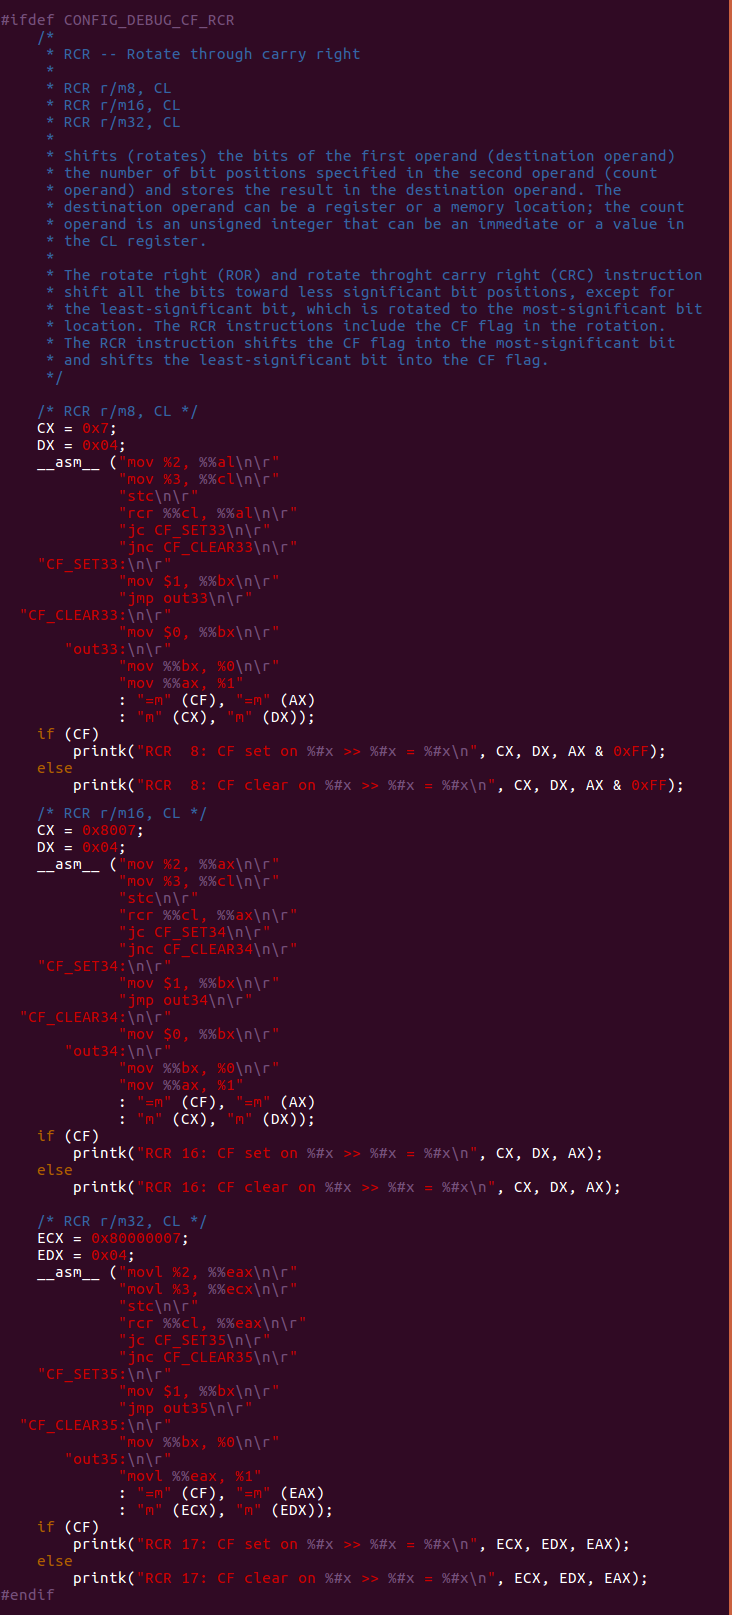 #ifdef CONFIG_DEBUG_CF_RCR
    /*
     * RCR -- Rotate through carry right
     *
     * RCR r/m8, CL
     * RCR r/m16, CL
     * RCR r/m32, CL
     *
     * Shifts (rotates) the bits of the first operand (destination operand)
     * the number of bit positions specified in the second operand (count
     * operand) and stores the result in the destination operand. The
     * destination operand can be a register or a memory location; the count
     * operand is an unsigned integer that can be an immediate or a value in
     * the CL register.
     *
     * The rotate right (ROR) and rotate throght carry right (CRC) instruction
     * shift all the bits toward less significant bit positions, except for
     * the least-significant bit, which is rotated to the most-significant bit
     * location. The RCR instructions include the CF flag in the rotation.
     * The RCR instruction shifts the CF flag into the most-significant bit
     * and shifts the least-significant bit into the CF flag.
     */

    /* RCR r/m8, CL */
    CX = 0x7;
    DX = 0x04;
    __asm__ ("mov %2, %%al\n\r"
             "mov %3, %%cl\n\r"
             "stc\n\r"
             "rcr %%cl, %%al\n\r"
             "jc CF_SET33\n\r"
             "jnc CF_CLEAR33\n\r"
    "CF_SET33:\n\r"
             "mov $1, %%bx\n\r"
             "jmp out33\n\r"
  "CF_CLEAR33:\n\r"
             "mov $0, %%bx\n\r"
       "out33:\n\r"
             "mov %%bx, %0\n\r"
             "mov %%ax, %1"
             : "=m" (CF), "=m" (AX)
             : "m" (CX), "m" (DX));
    if (CF)
        printk("RCR  8: CF set on %#x >> %#x = %#x\n", CX, DX, AX & 0xFF);
    else
        printk("RCR  8: CF clear on %#x >> %#x = %#x\n", CX, DX, AX & 0xFF);

    /* RCR r/m16, CL */
    CX = 0x8007;
    DX = 0x04;
    __asm__ ("mov %2, %%ax\n\r"
             "mov %3, %%cl\n\r"
             "stc\n\r"
             "rcr %%cl, %%ax\n\r"
             "jc CF_SET34\n\r"
             "jnc CF_CLEAR34\n\r"
    "CF_SET34:\n\r"
             "mov $1, %%bx\n\r"
             "jmp out34\n\r"
  "CF_CLEAR34:\n\r"
             "mov $0, %%bx\n\r"
       "out34:\n\r"
             "mov %%bx, %0\n\r"
             "mov %%ax, %1"
             : "=m" (CF), "=m" (AX)
             : "m" (CX), "m" (DX));
    if (CF)
        printk("RCR 16: CF set on %#x >> %#x = %#x\n", CX, DX, AX);
    else
        printk("RCR 16: CF clear on %#x >> %#x = %#x\n", CX, DX, AX);

    /* RCR r/m32, CL */
    ECX = 0x80000007;
    EDX = 0x04;
    __asm__ ("movl %2, %%eax\n\r"
             "movl %3, %%ecx\n\r"
             "stc\n\r"
             "rcr %%cl, %%eax\n\r"
             "jc CF_SET35\n\r"
             "jnc CF_CLEAR35\n\r"
    "CF_SET35:\n\r"
             "mov $1, %%bx\n\r"
             "jmp out35\n\r"
  "CF_CLEAR35:\n\r"
             "mov %%bx, %0\n\r"
       "out35:\n\r"
             "movl %%eax, %1"
             : "=m" (CF), "=m" (EAX)
             : "m" (ECX), "m" (EDX));
    if (CF)
        printk("RCR 17: CF set on %#x >> %#x = %#x\n", ECX, EDX, EAX);
    else
        printk("RCR 17: CF clear on %#x >> %#x = %#x\n", ECX, EDX, EAX);
#endif